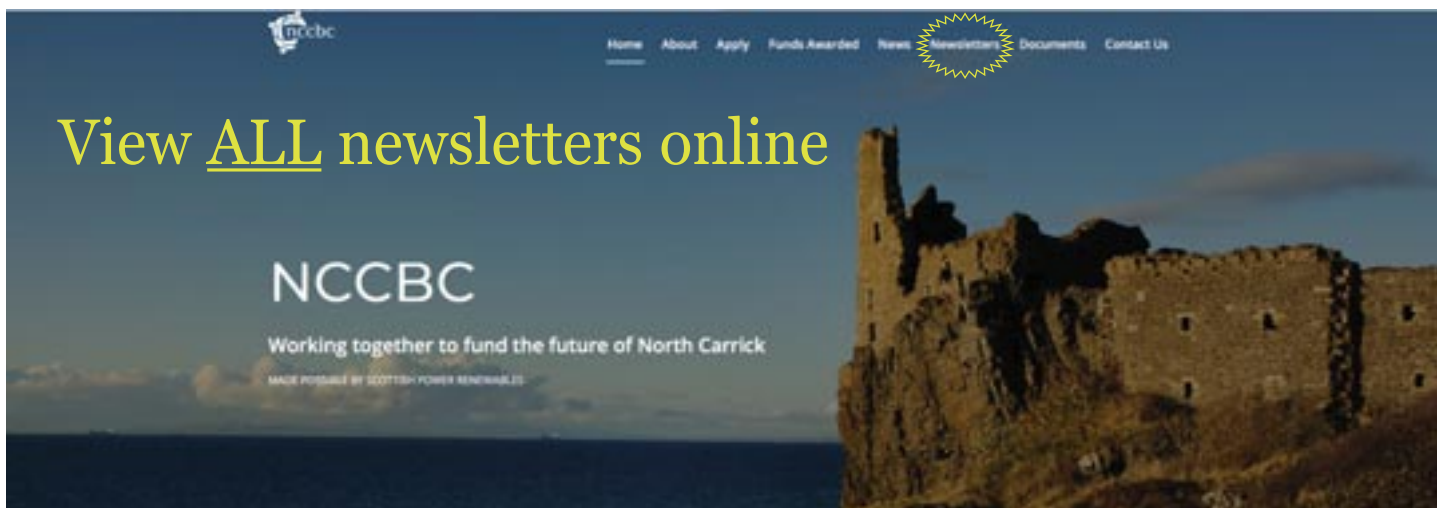 nccbc
Home About Apply Funds Awarded News Newsletters Documents Contact Us
View ALL newsletters online
NCCBC
Working together to fund the future of North Carrick
MADE POSSIBLE BY SCOTTISH POWER RENEWABLES